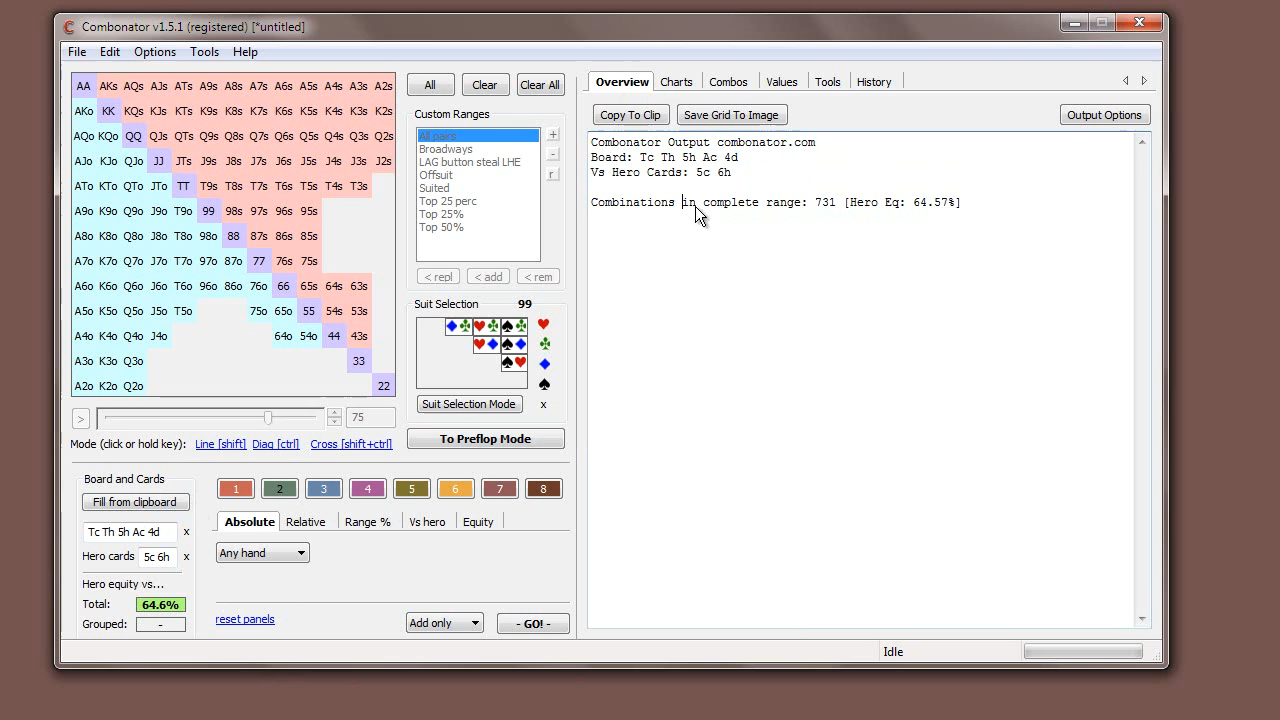 Combonator v1.5.1 (registered) [*untitled]
File Edit Options Tools Help
AA AKs AQs AJs ATs A9s A8s A7s A6s A5s A4s A3s A2s
AKo KK KQs KJs KTs K9s K8s K7s K6s K5s K4s K3s K2s
AQo KQo QQ QJs QTs Q9s Q8s Q7s Q6s Q5s Q4s Q3s Q2s
AJo KJo QJo JJ JTs J9s J8s J7s J6s J5s J4s J3s J2s
ATo KTo QTo JTo TT T9s T8s T7s T6s T5s T4s T3s
A9o K9o Q9o J9o T9o 99 98s 97s 96s 95s
A8o K8o Q8o J8o T8o 98o 88 87s 86s 85s
A7o K7o Q7o J7o T7o 97o 87o 77 76s 75s
A6o K6o Q6o J6o T6o 96o 86o 76o 66 65s 64s 63s
A5o K5o Q5o J5o T5o 75o 65o 55 54s 53s
A4o K4o Q4o J4o 64o 54o 44 43s
A3o K3o Q3o 33
A2o K2o Q2o 22
> 75
Mode (click or hold key): Line [shift] Diag [ctrl] Cross [shift+ctrl]
All Clear Clear All
Custom Ranges
All pairs
Broadways
LAG button steal LHE
Offsuit
Suited
Top 25 perc
Top 25%
Top 50%
+
-
r
< repl < add < rem
Suit Selection 99
Suit Selection Mode x
To Preflop Mode
Board and Cards
Fill from clipboard
Tc Th 5h Ac 4d x
Hero cards 5c 6h x
Hero equity vs...
Total: 64.6%
Grouped: -
1 2 3 4 5 6 7 8
Absolute Relative Range % Vs hero Equity
Any hand
reset panels Add only - GO! -
Overview Charts Combos Values Tools History
Copy To Clip Save Grid To Image Output Options
Combonator Output combonator.com
Board: Tc Th 5h Ac 4d
Vs Hero Cards: 5c 6h
Combinations in complete range: 731 [Hero Eq: 64.57%]
Idle